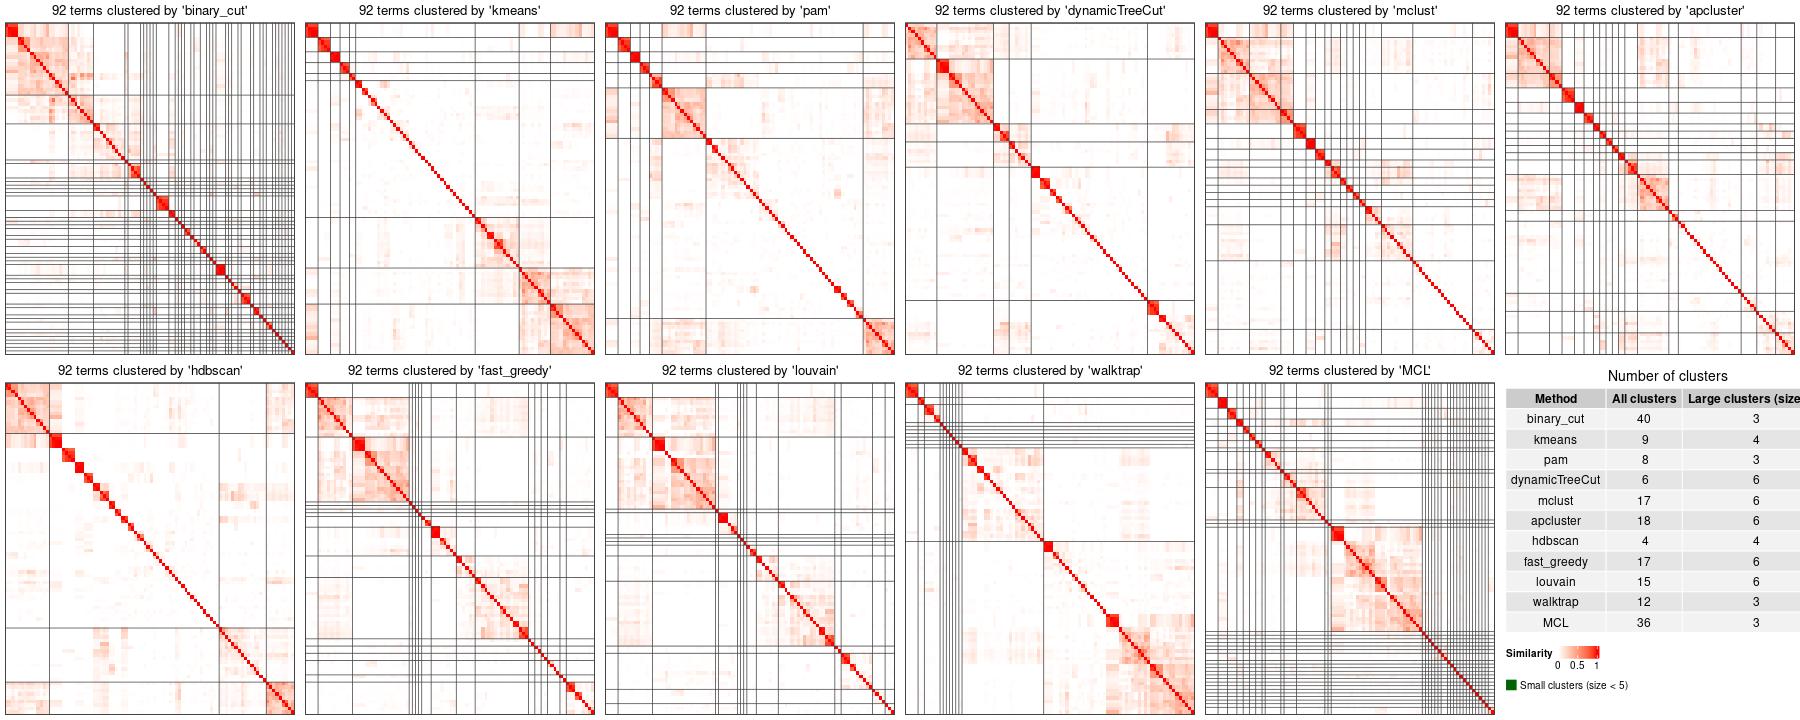 92 terms clustered by 'binary_cut'
92 terms clustered by 'kmeans'
92 terms clustered by 'pam'
92 terms clustered by 'dynamicTreeCut'
92 terms clustered by 'mclust'
92 terms clustered by 'apcluster'
92 terms clustered by 'hdbscan'
92 terms clustered by 'fast_greedy'
92 terms clustered by 'louvain'
92 terms clustered by 'walktrap'
92 terms clustered by 'MCL'
Number of clusters
Method All clusters Large clusters (size
binary_cut 40 3
kmeans 9 4
pam 8 3
dynamicTreeCut 6 6
mclust 17 6
apcluster 18 6
hdbscan 4 4
fast_greedy 17 6
louvain 15 6
walktrap 12 3
MCL 36 3
Similarity
0 0.5 1
Small clusters (size < 5)